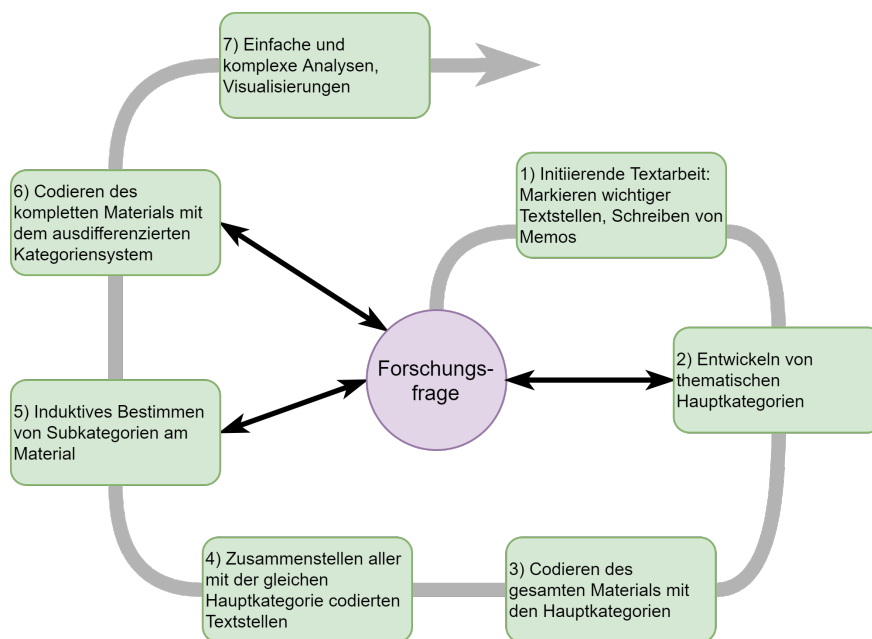 7) Einfache und
komplexe Analysen,
Visualisierungen
1) Initiierende Textarbeit:
Markieren wichtiger
Textstellen, Schreiben von
Memos
6) Codieren des
kompletten Materials mit
dem ausdifferenzierten
Kategoriensystem
Forschungs-
frage
2) Entwickeln von
thematischen
Hauptkategorien
5) Induktives Bestimmen
von Subkategorien am
Material
4) Zusammenstellen aller
mit der gleichen
Hauptkategorie codierten
Textstellen
3) Codieren des
gesamten Materials mit
den Hauptkategorien